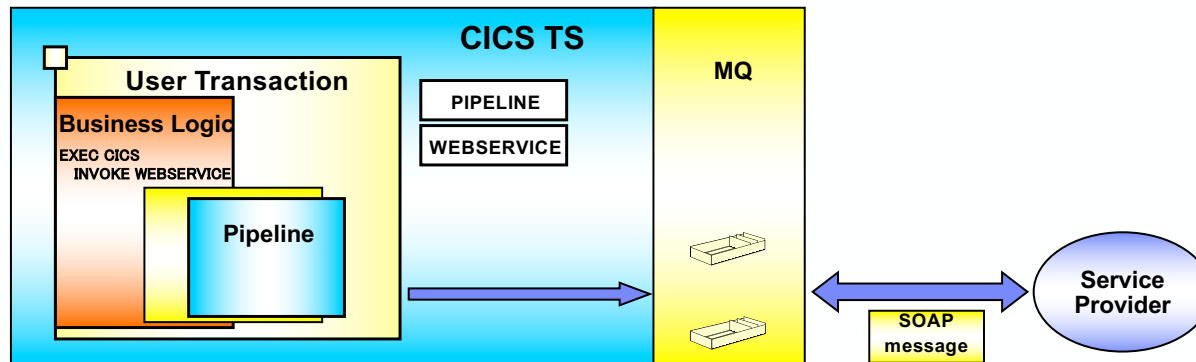 CICS TS
User Transaction
MQ
PIPELINE
WEBSERVICE
Business Logic
EXEC CICS
INVOKE WEBSERVICE
Pipeline
Service
Provider
SOAP
message